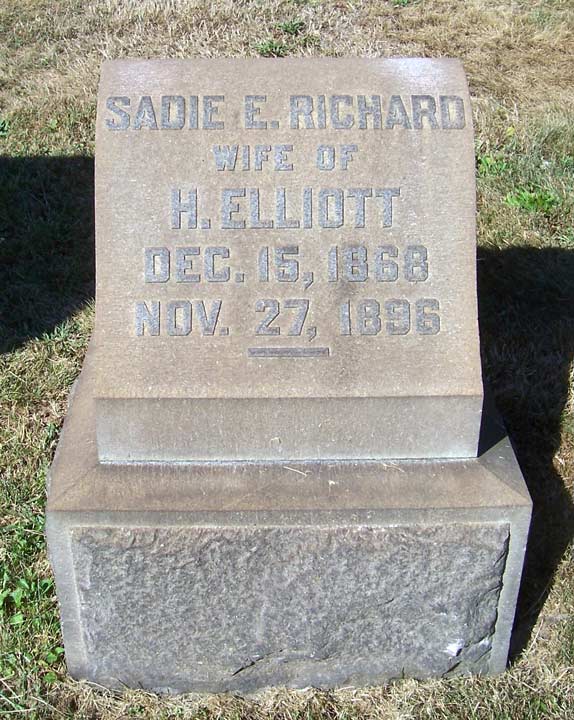 SADIE E. RICHARD
WIFE OF
H. ELLIOTT
DEC. 15, 1868
NOV. 27, 1896